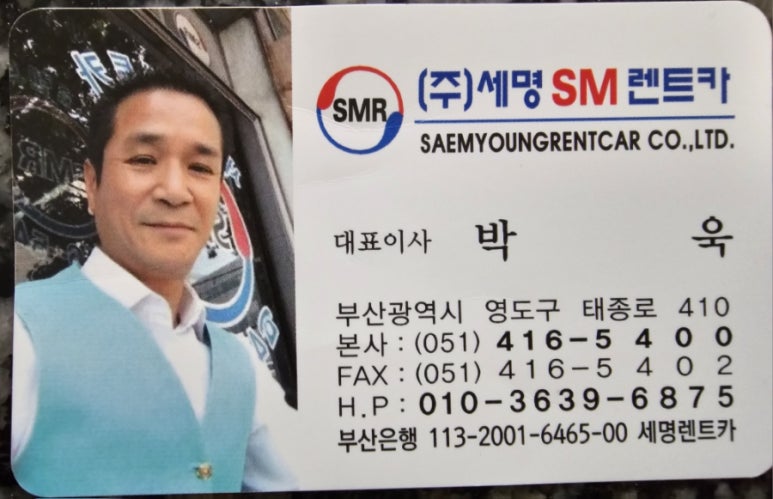 SMR (주)세명 SM 렌트카
SAEMYOUNGRENTCAR CO.,LTD.
대표이사 박 욱
부산광역시 영도구 태종로 410
본사 : (051) 416-5400
FAX : (051) 416-5402
H.P : 010-3639-6875
부산은행 113-2001-6465-00 세명렌트카